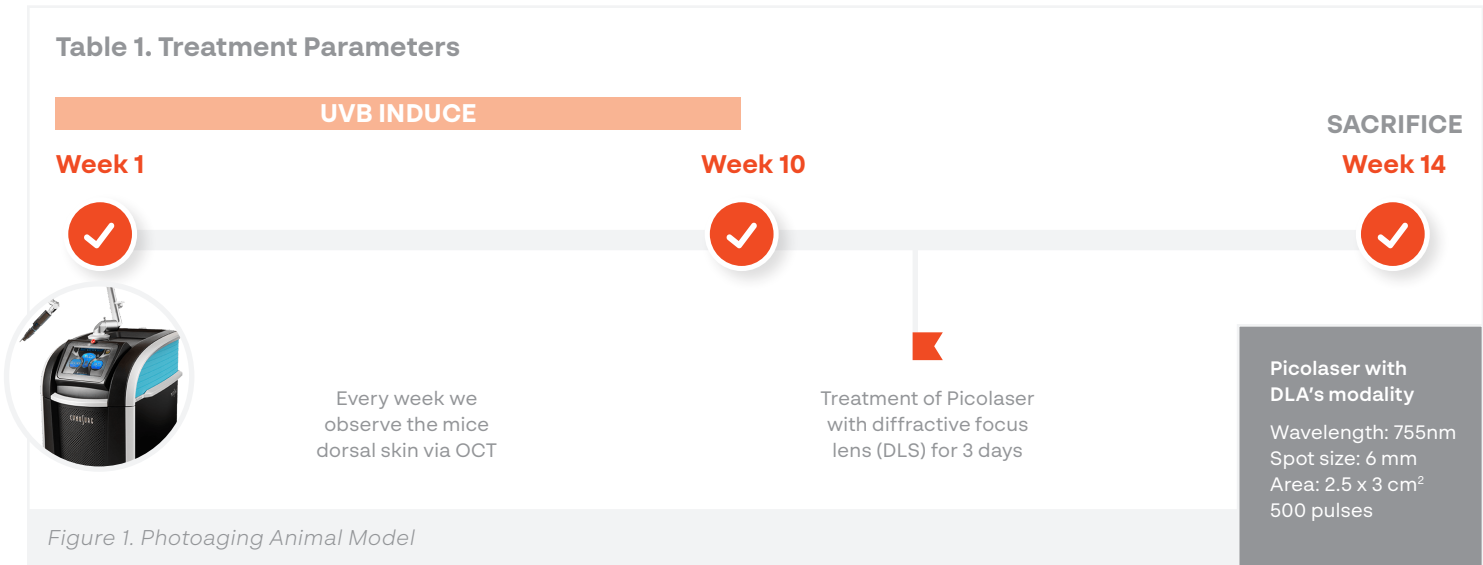 Table 1. Treatment Parameters
UVB INDUCE
SACRIFICE
Week 1
Week 10
Week 14
Every week we
observe the mice
dorsal skin via OCT
Treatment of Picolaser
with diffractive focus
lens (DLS) for 3 days
Picolaser with
DLA's modality
Wavelength: 755nm
Spot size: 6 mm
Area: 2.5 x 3 cm²
500 pulses
Figure 1. Photoaging Animal Model